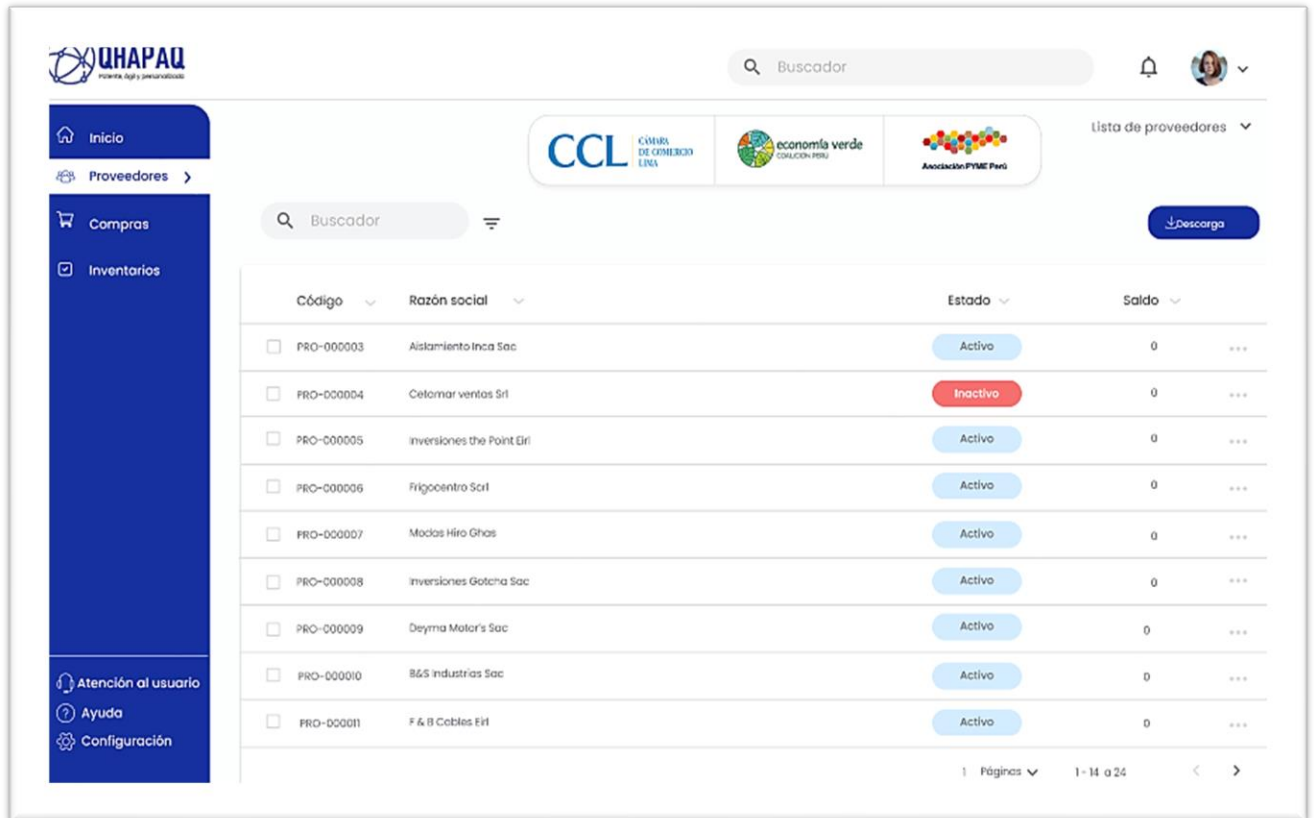 QHAPAQ
Potente, ágil y personalizado
Buscador
Inicio
Proveedores
Compras
Inventarios
Atención al usuario
Ayuda
Configuración
CCL CÁMARA
DE COMERCIO
LIMA
economía verde
COALICIÓN PERÚ
Asociación PYME Perú
Lista de proveedores
Buscador
Descarga
Código Razón social Estado Saldo
PRO-000003 Aislamiento Inca Sac Activo 0
PRO-000004 Celomar ventas Srl Inactivo 0
PRO-000005 Inversiones the Point Eirl Activo 0
PRO-000006 Frigocentro Scrl Activo 0
PRO-000007 Modas Hiro Ghas Activo 0
PRO-000008 Inversiones Gotcha Sac Activo 0
PRO-000009 Deyma Motor's Sac Activo 0
PRO-000010 B&S Industrias Sac Activo 0
PRO-000011 F & B Cables Eirl Activo 0
1 Páginas 1-14 a 24